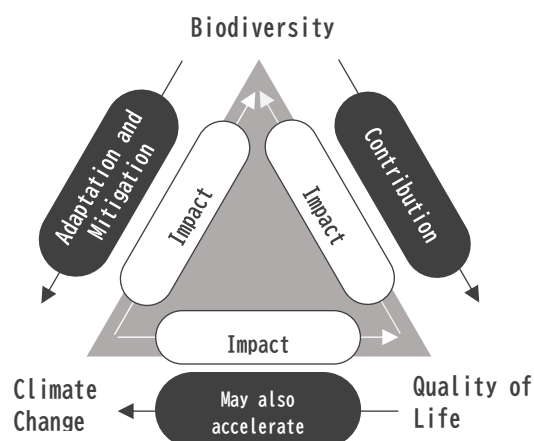 Biodiversity
Adaptation and
Mitigation
Impact
Impact
Contribution
Impact
Climate
Change
May also
accelerate
Quality of
Life